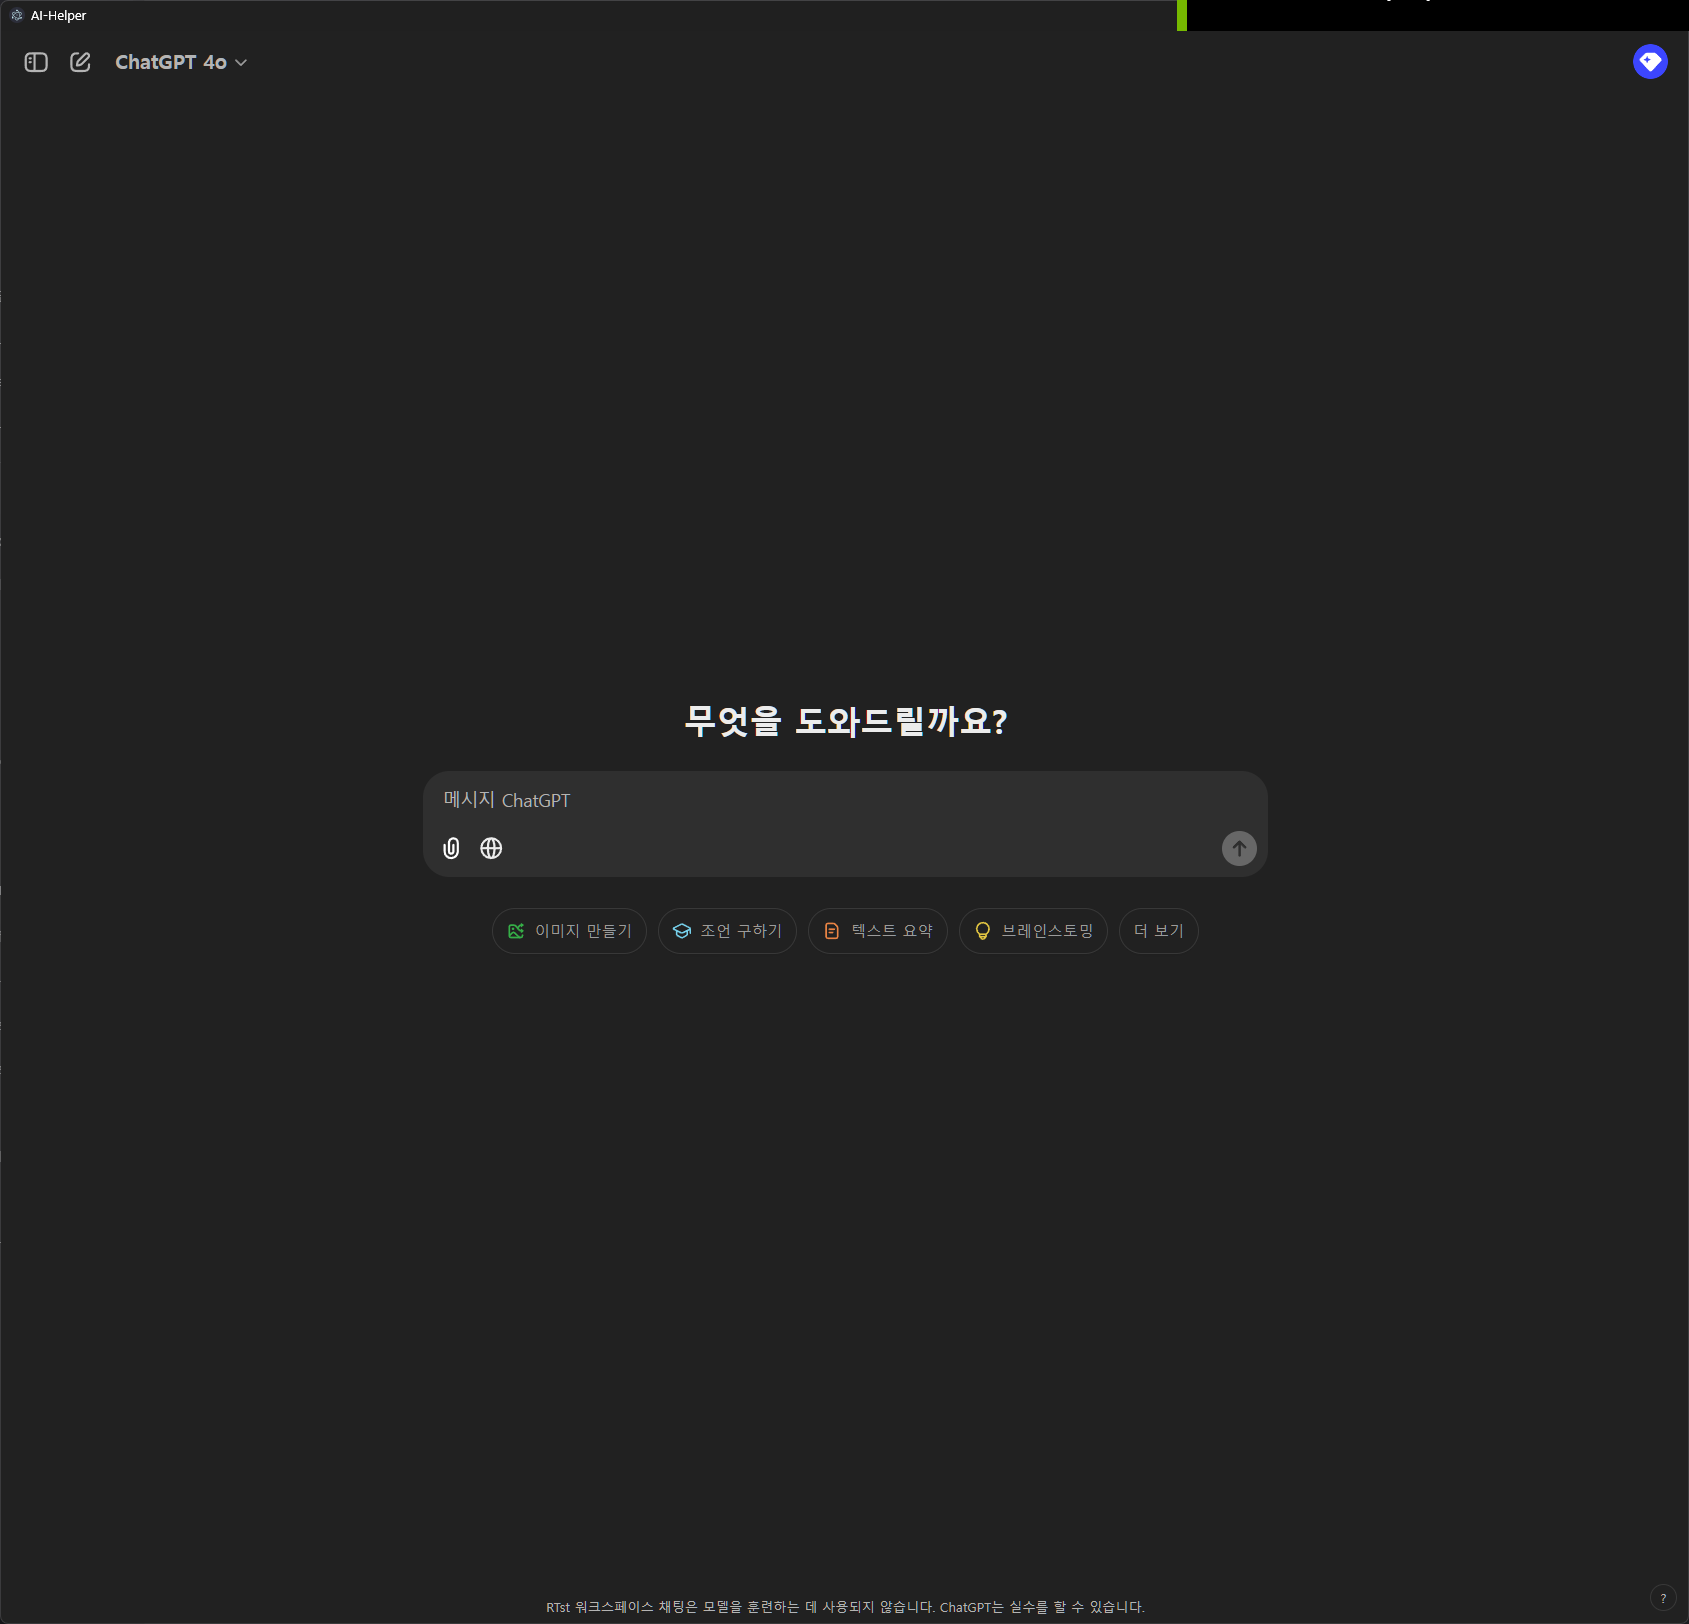 AI-Helper
ChatGPT 4o
무엇을 도와드릴까요?
메시지 ChatGPT
이미지 만들기
조언 구하기
텍스트 요약
브레인스토밍
더 보기
RTst 워크스페이스 채팅은 모델을 훈련하는 데 사용되지 않습니다. ChatGPT는 실수를 할 수 있습니다.
?